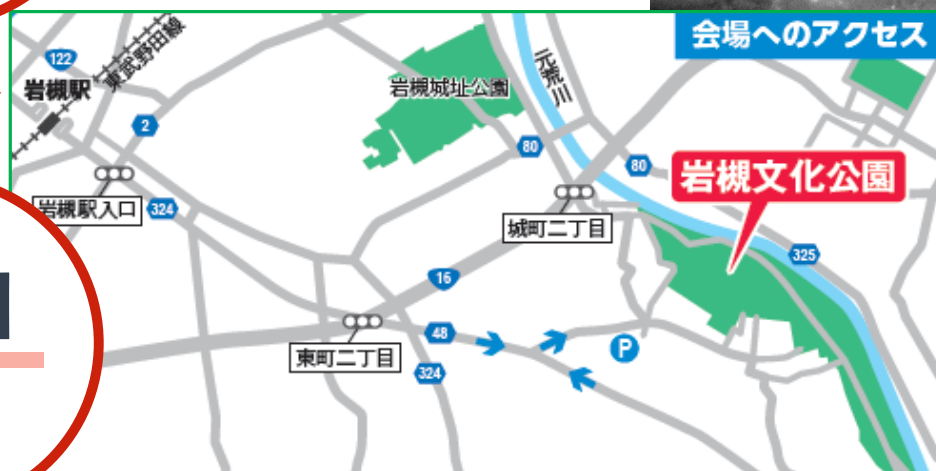 会場へのアクセス
122
東武野田線
岩槻駅
2
岩槻駅入口
324
岩槻城址公園
元荒川
80
80
岩槻文化公園
城町二丁目
325
16
48
東町二丁目
324
P